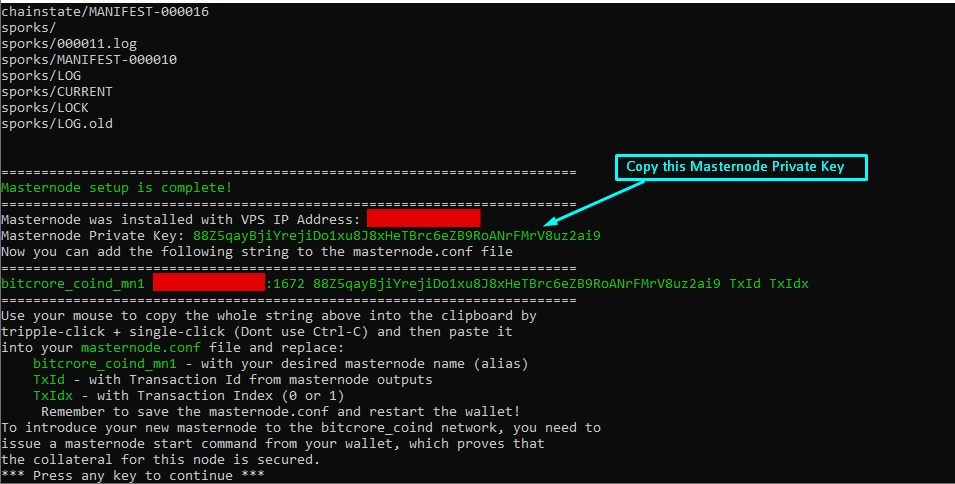 chainstate/MANIFEST-000016
sporks/
sporks/000011.log
sporks/MANIFEST-000010
sporks/LOG
sporks/CURRENT
sporks/LOCK
sporks/LOG.old
Copy this Masternode Private Key
========================================================================
Masternode setup is complete!
========================================================================
Masternode was installed with VPS IP Address:
Masternode Private Key: 88Z5qayBjiYrejiDo1xu8J8xHeTBrc6eZB9RoANrFMrV8uz2ai9
Now you can add the following string to the masternode.conf file
========================================================================
bitcrore_coind_mn1 :1672 88Z5qayBjiYrejiDo1xu8J8xHeTBrc6eZB9RoANrFMrV8uz2ai9 TxId TxIdx
========================================================================
Use your mouse to copy the whole string above into the clipboard by
tripple-click + single-click (Dont use Ctrl-C) and then paste it
into your masternode.conf file and replace:
bitcrore_coind_mn1 - with your desired masternode name (alias)
TxId - with Transaction Id from masternode outputs
TxIdx - with Transaction Index (0 or 1)
Remember to save the masternode.conf and restart the wallet!
To introduce your new masternode to the bitcrore_coind network, you need to
issue a masternode start command from your wallet, which proves that
the collateral for this node is secured.
*** Press any key to continue ***